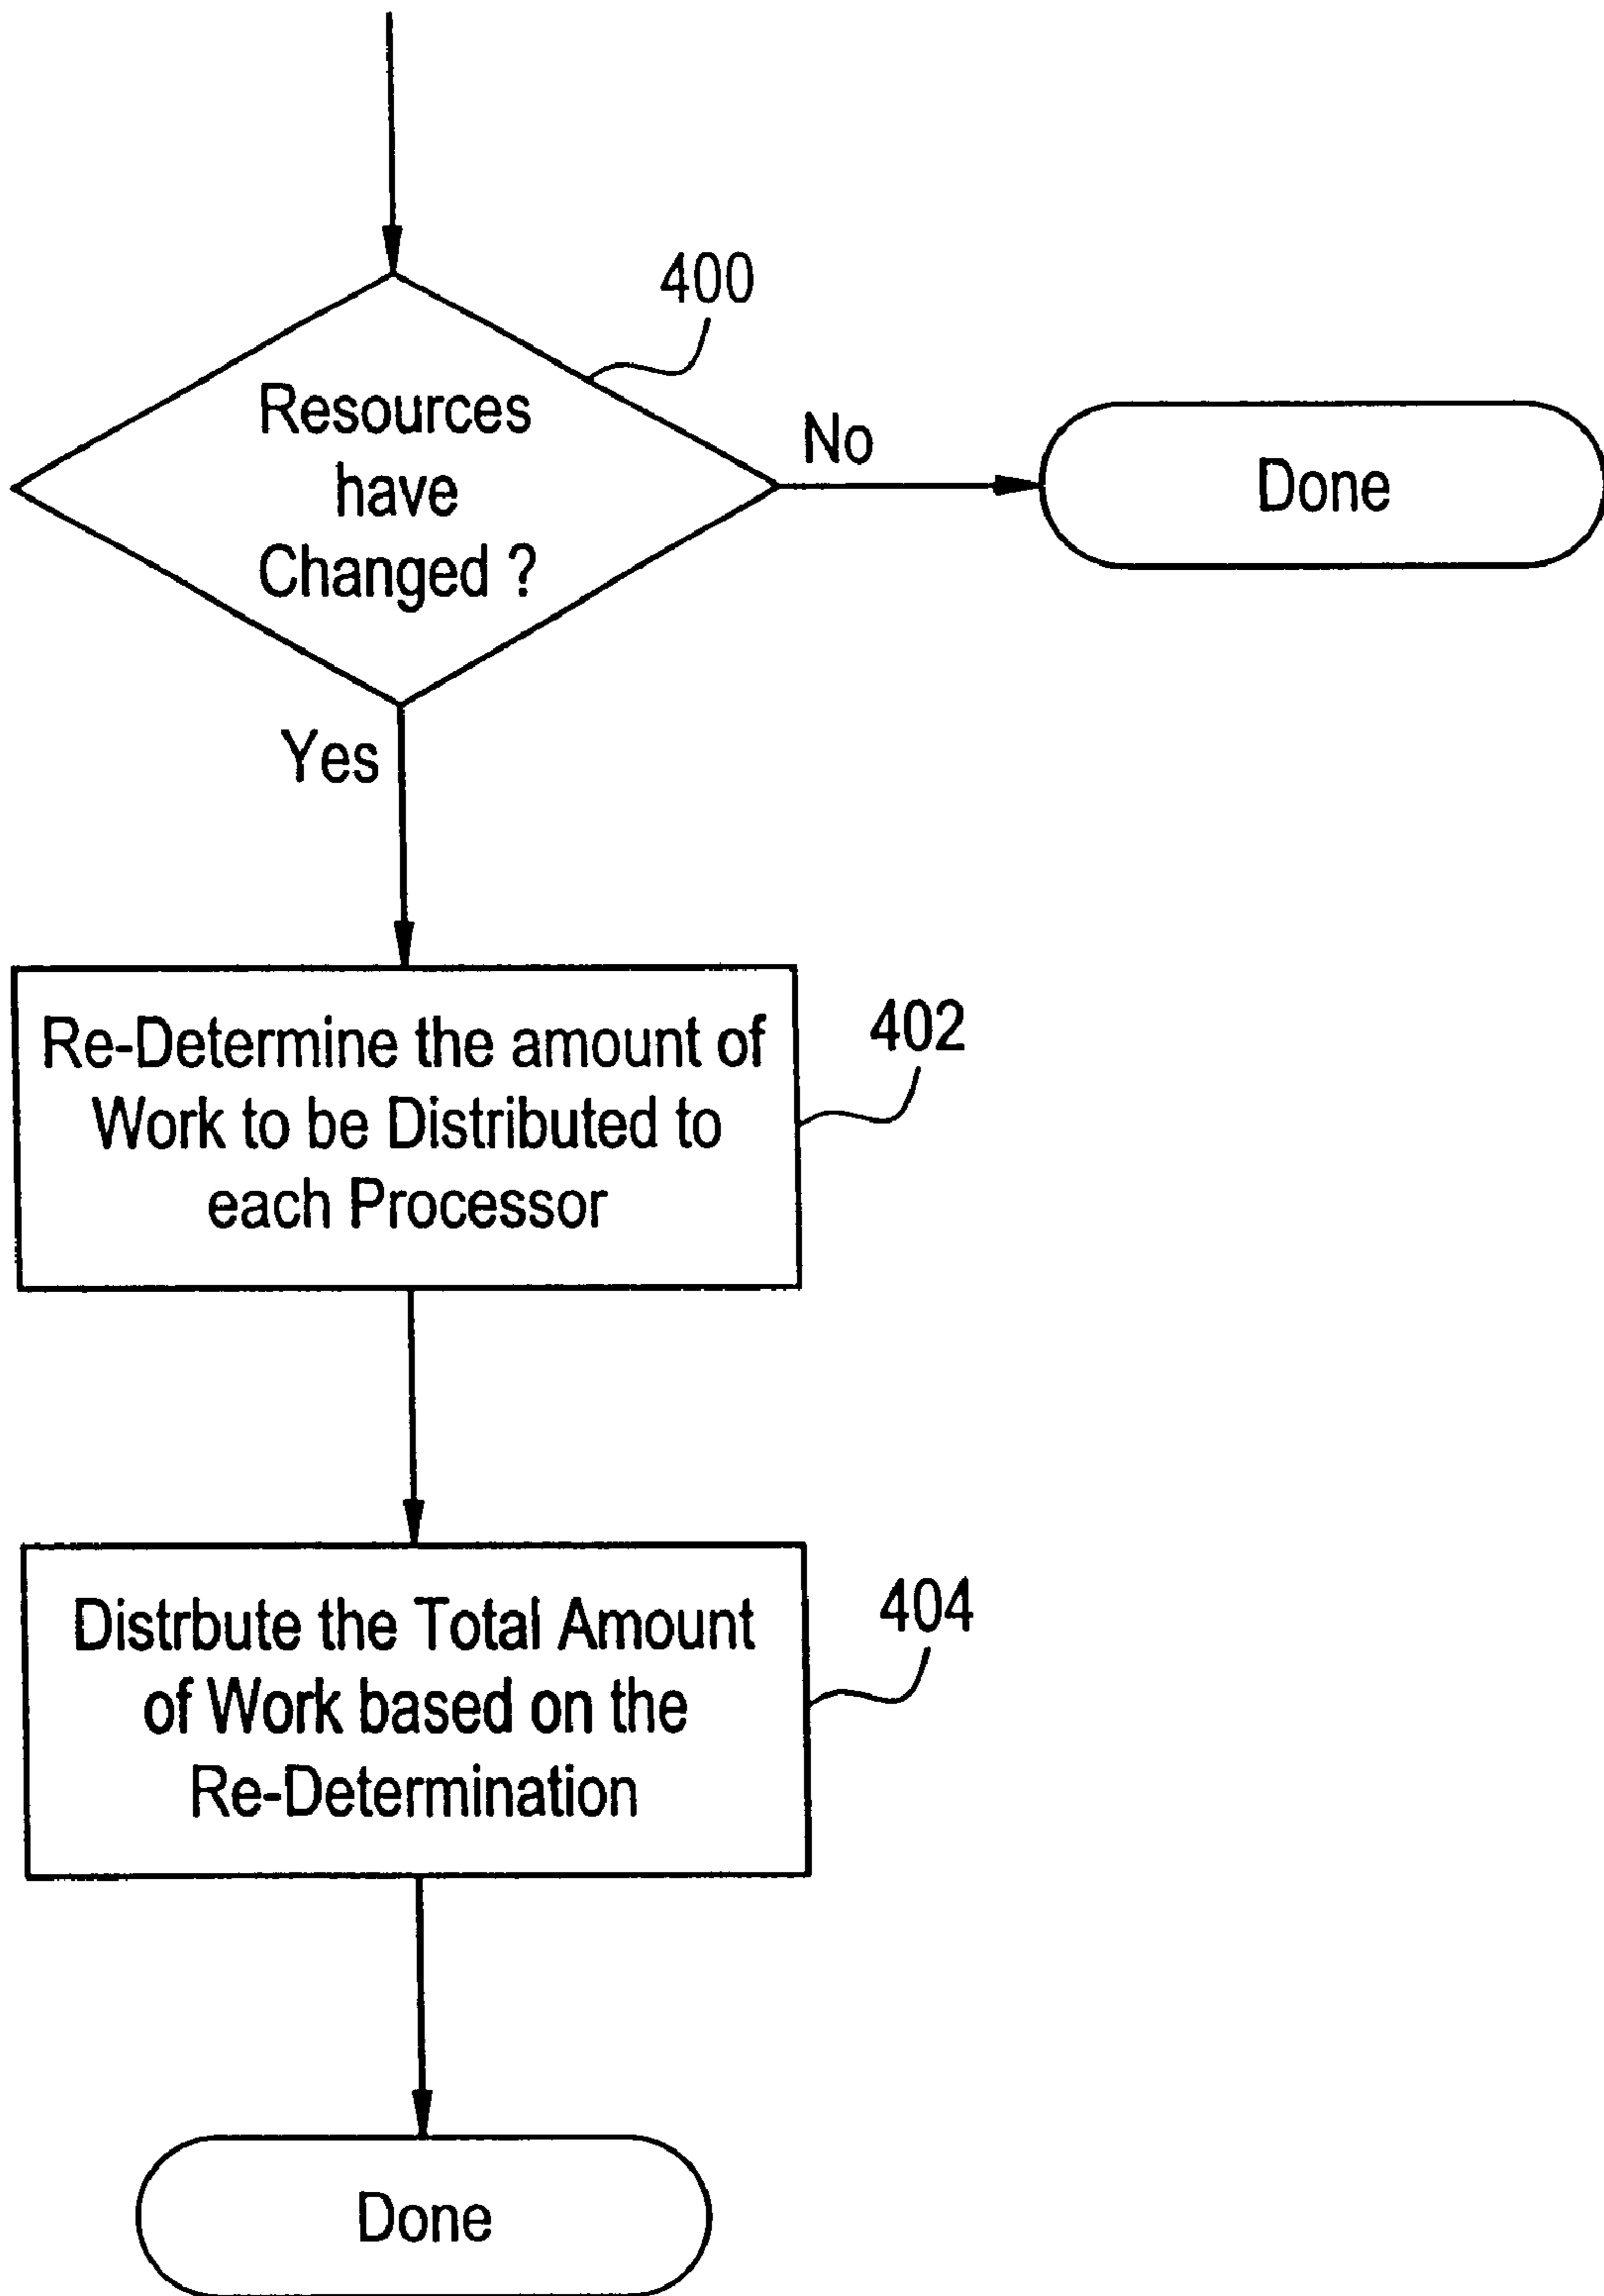 400
Resources
have
Changed ?
No
Done
Yes
Re-Determine the amount of
Work to be Distributed to
each Processor
402
Distrbute the Total Amount
of Work based on the
Re-Determination
404
Done